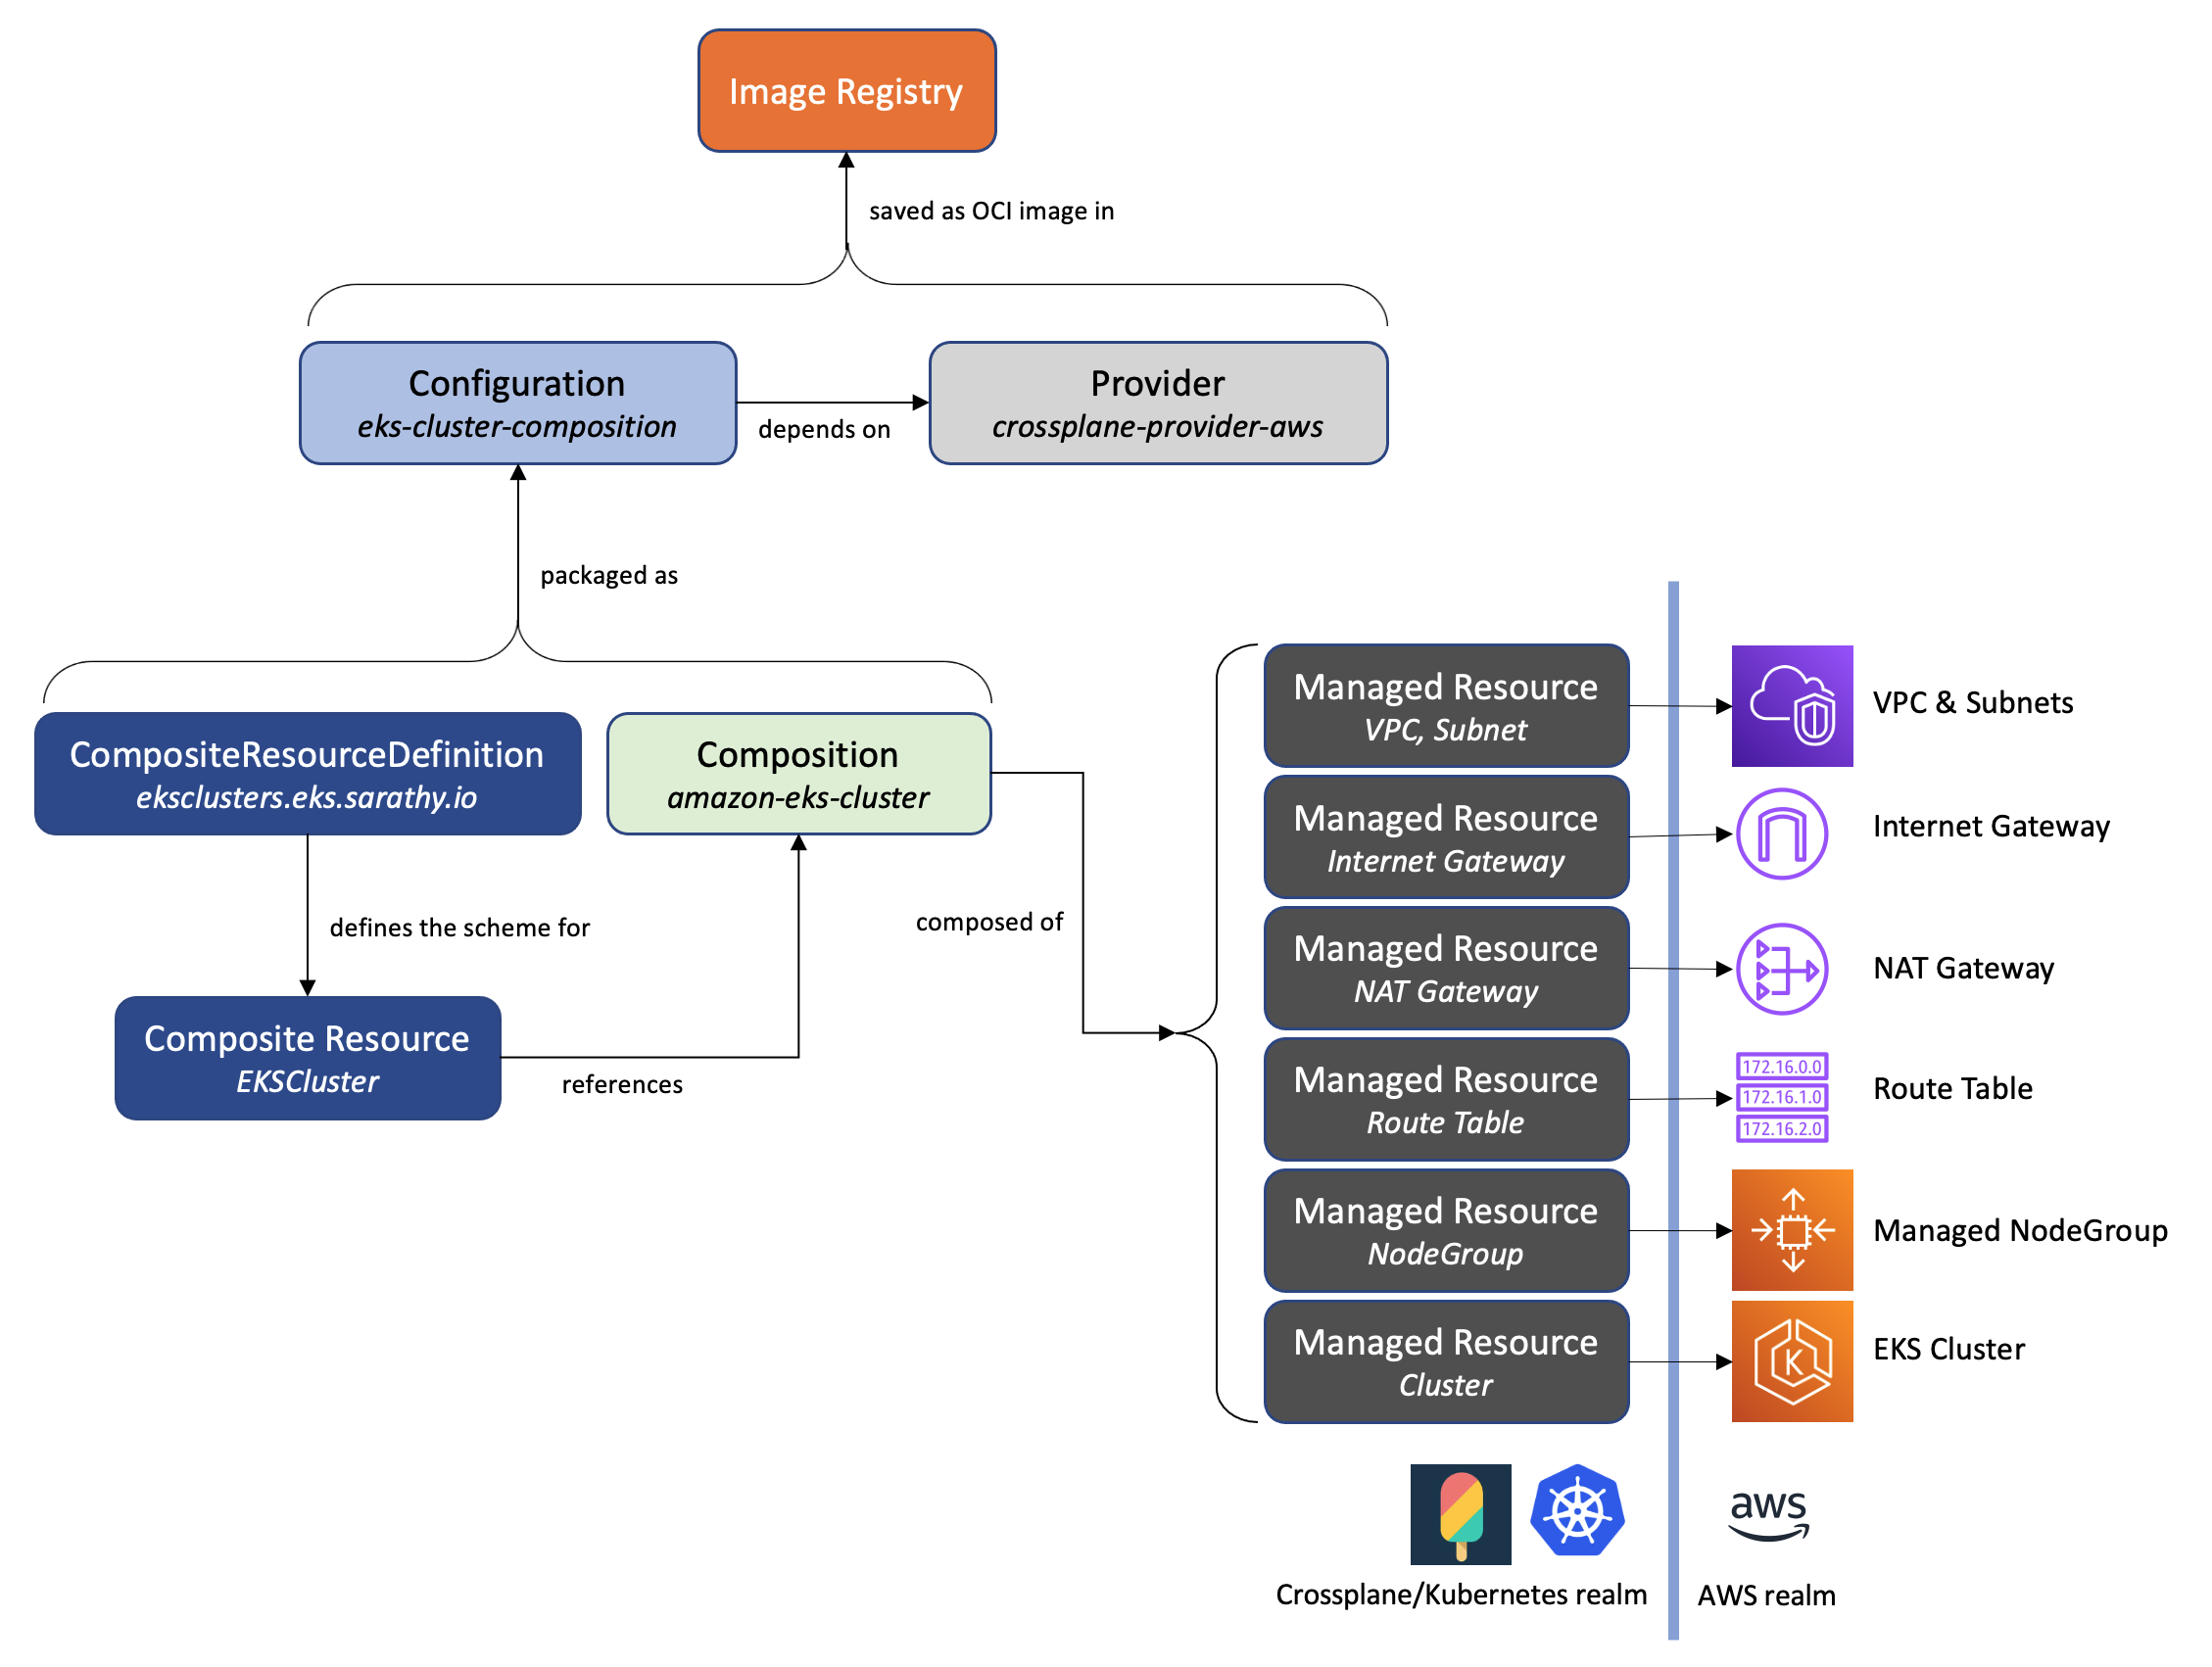 Image Registry
saved as OCI image in
Configuration
eks-cluster-composition
depends on
Provider
crossplane-provider-aws
packaged as
CompositeResourceDefinition
eksclusters.eks.sarathy.io
Composition
amazon-eks-cluster
defines the scheme for
composed of
Composite Resource
EKSCluster
references
Managed Resource
VPC, Subnet
VPC & Subnets
Managed Resource
Internet Gateway
Internet Gateway
Managed Resource
NAT Gateway
NAT Gateway
Managed Resource
Route Table
172.16.0.0
172.16.1.0
172.16.2.0
Route Table
Managed Resource
NodeGroup
Managed NodeGroup
Managed Resource
Cluster
K
EKS Cluster
aws
Crossplane/Kubernetes realm
AWS realm